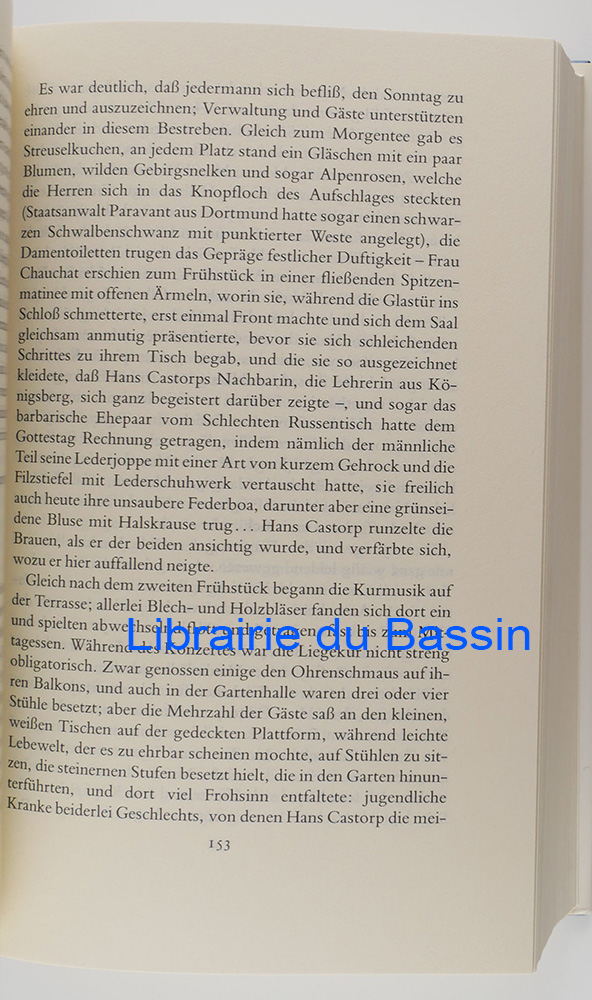 Es war deutlich, daß jedermann sich befliß, den Sonntag zu
ehren und auszuzeichnen; Verwaltung und Gäste unterstützten
einander in diesem Bestreben. Gleich zum Morgentee gab es
Streuselkuchen, an jedem Platz stand ein Gläschen mit ein paar
Blumen, wilden Gebirgsnelken und sogar Alpenrosen, welche
die Herren sich in das Knopfloch des Aufschlages steckten
(Staatsanwalt Paravant aus Dortmund hatte sogar einen schwar-
zen Schwalbenschwanz mit punktierter Weste angelegt), die
Damentoiletten trugen das Gepräge festlicher Duftigkeit – Frau
Chauchat erschien zum Frühstück in einer fließenden Spitzen-
matinee mit offenen Ärmeln, worin sie, während die Glastür ins
Schloß schmetterte, erst einmal Front machte und sich dem Saal
gleichsam anmutig präsentierte, bevor sie sich schleichenden
Schrittes zu ihrem Tisch begab, und die sie so ausgezeichnet
kleidete, daß Hans Castorps Nachbarin, die Lehrerin aus Kö-
nigsberg, sich ganz begeistert darüber zeigte –, und sogar das
barbarische Ehepaar vom Schlechten Russentisch hatte dem
Gottestag Rechnung getragen, indem nämlich der männliche
Teil seine Lederjoppe mit einer Art von kurzem Gehrock und die
Filzstiefel mit Lederschuhwerk vertauscht hatte, sie freilich
auch heute ihre unsaubere Federboa, darunter aber eine grünsei-
dene Bluse mit Halskrause trug... Hans Castorp runzelte die
Brauen, als er der beiden ansichtig wurde, und verfärbte sich,
wozu er hier auffallend neigte.
Gleich nach dem zweiten Frühstück begann die Kurmusik auf
der Terrasse; allerlei Blech- und Holzbläser fanden sich dort ein
und spielten abwechselnd flott und getragen, fast bis zum Mit-
Librairie du Bassin
tagessen. Während des Konzertes war die Liegekur nicht streng
obligatorisch. Zwar genossen einige den Ohrenschmaus auf ih-
ren Balkons, und auch in der Gartenhalle waren drei oder vier
Stühle besetzt; aber die Mehrzahl der Gäste saß an den kleinen,
weißen Tischen auf der gedeckten Plattform, während leichte
Lebewelt, der es zu ehrbar scheinen mochte, auf Stühlen zu sit-
zen, die steinernen Stufen besetzt hielt, die in den Garten hinun-
terführten, und dort viel Frohsinn entfaltete: jugendliche
Kranke beiderlei Geschlechts, von denen Hans Castorp die mei-
153